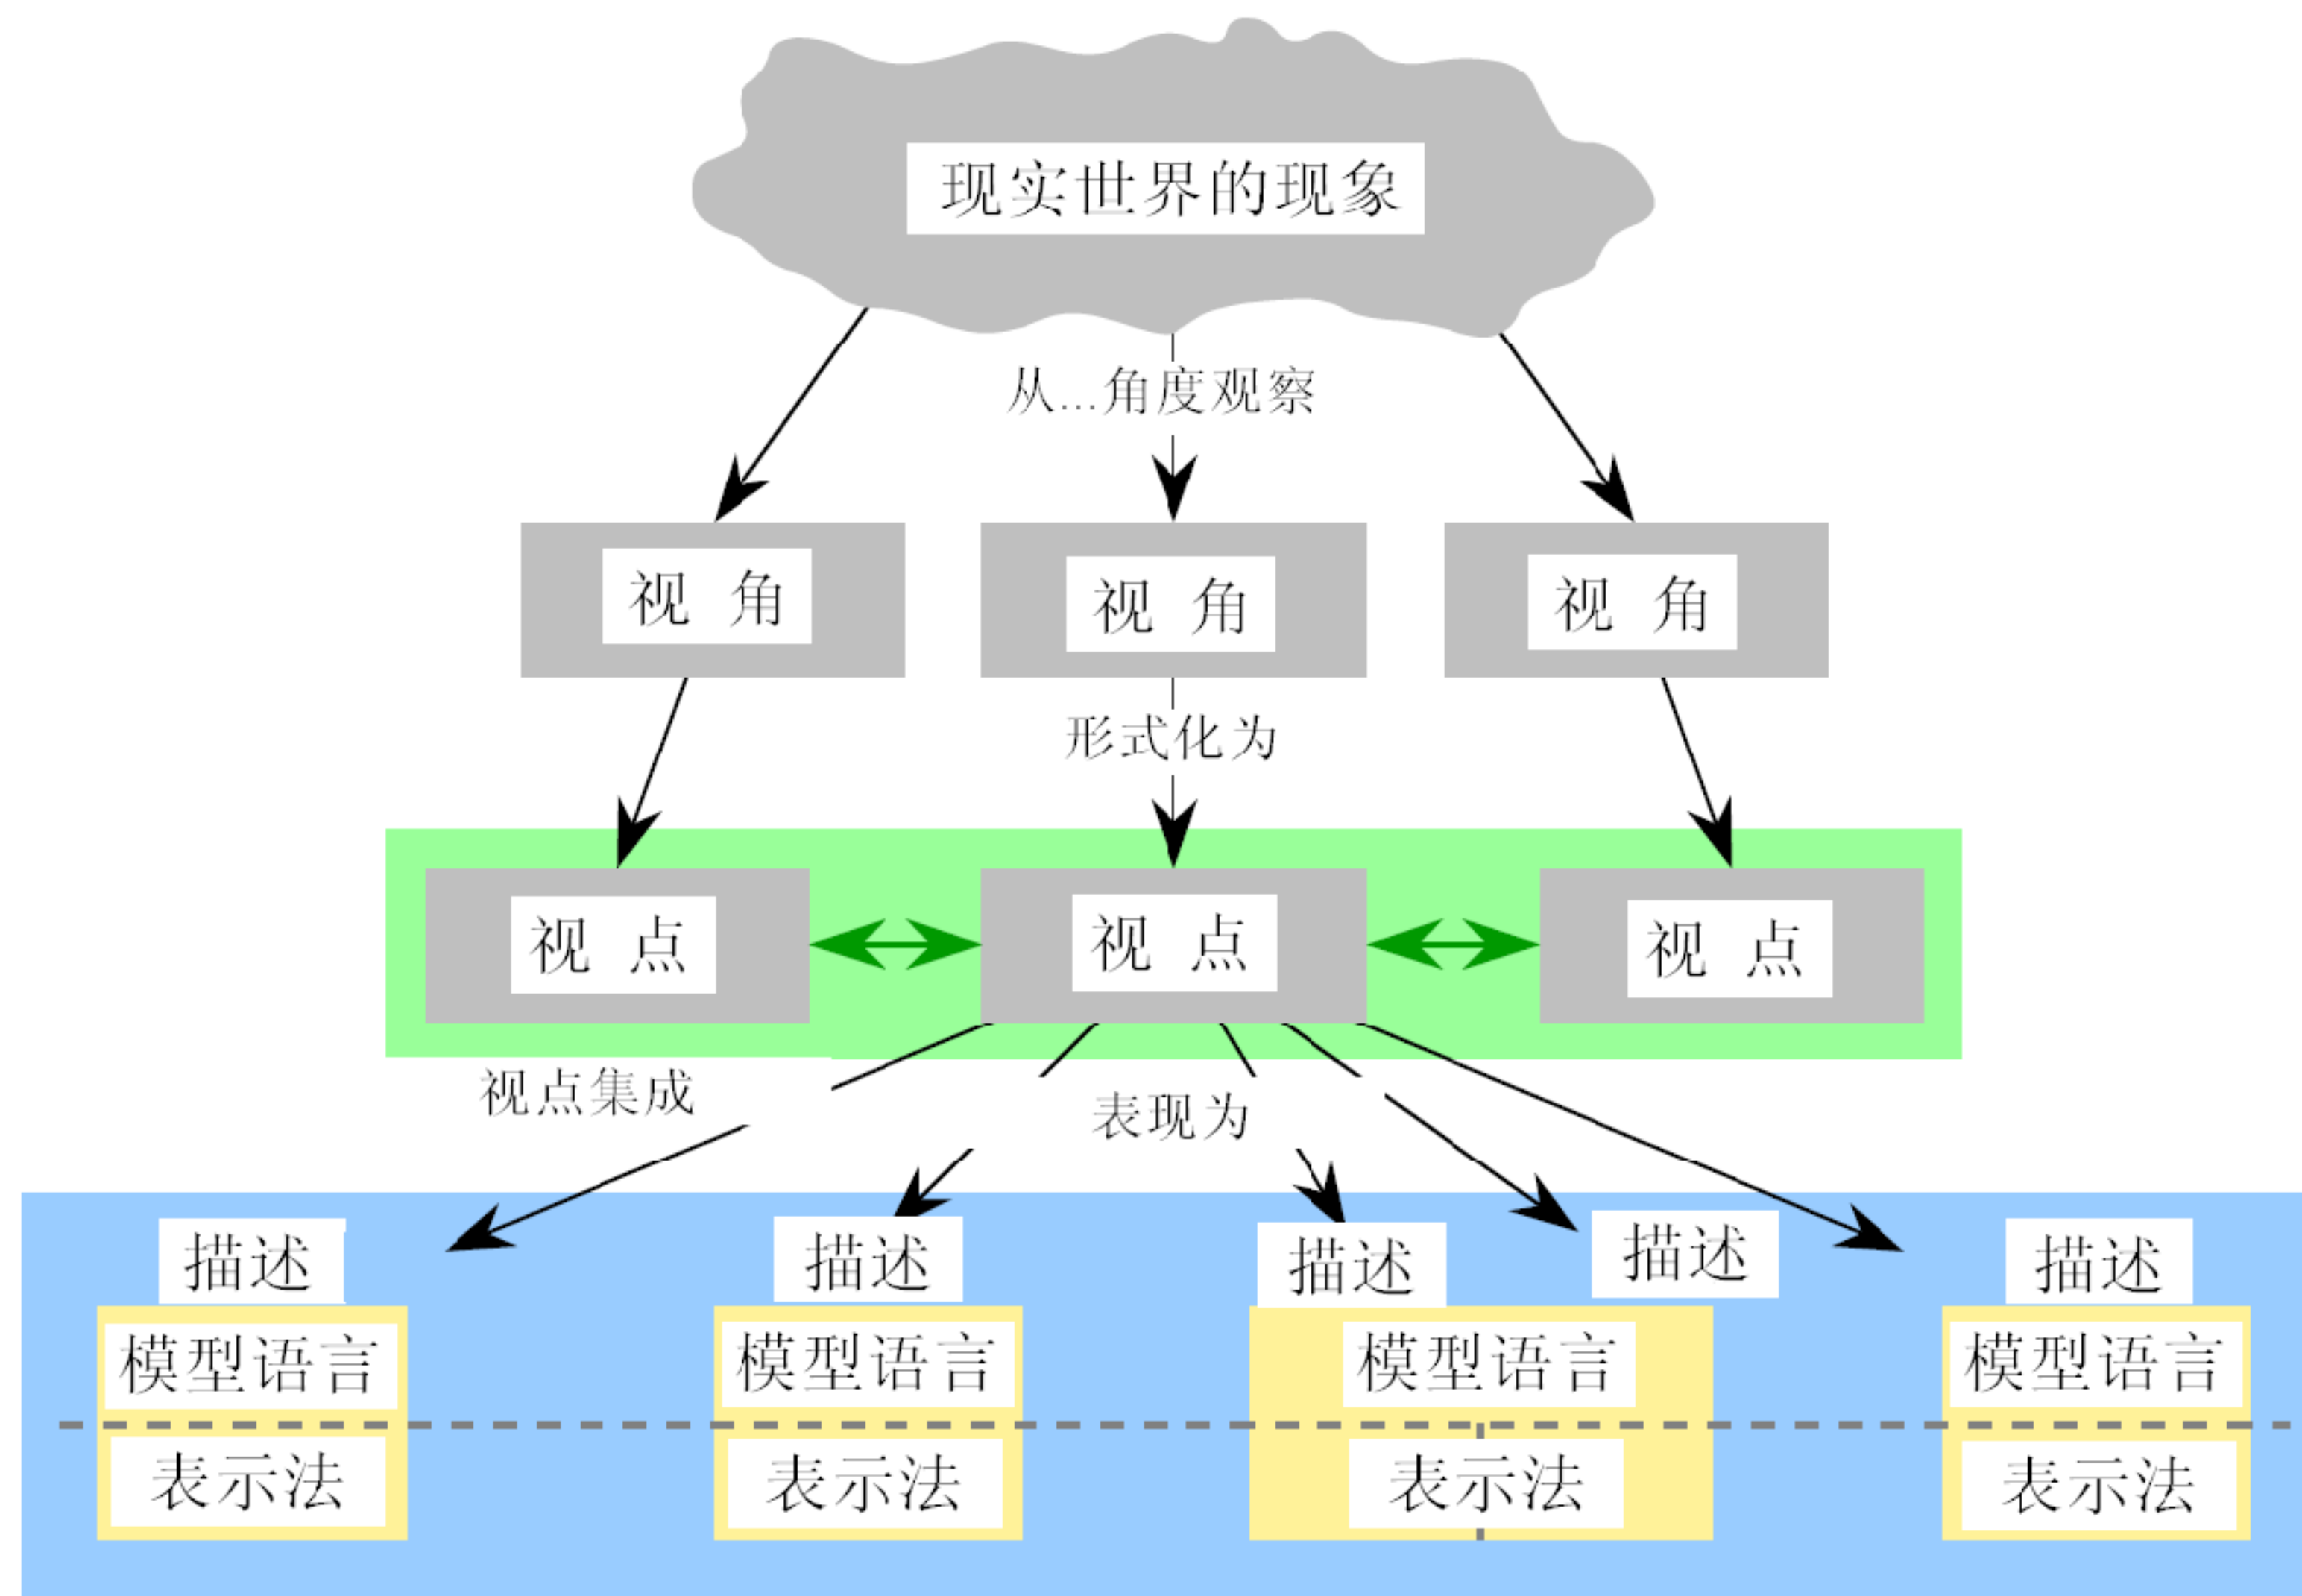 现实世界的现象
从...角度观察
视 角
视 角
视 角
形式化为
视 点
视 点
视 点
视点集成
表现为
描述
描述
描述
描述
描述
模型语言
模型语言
模型语言
模型语言
表示法
表示法
表示法
表示法